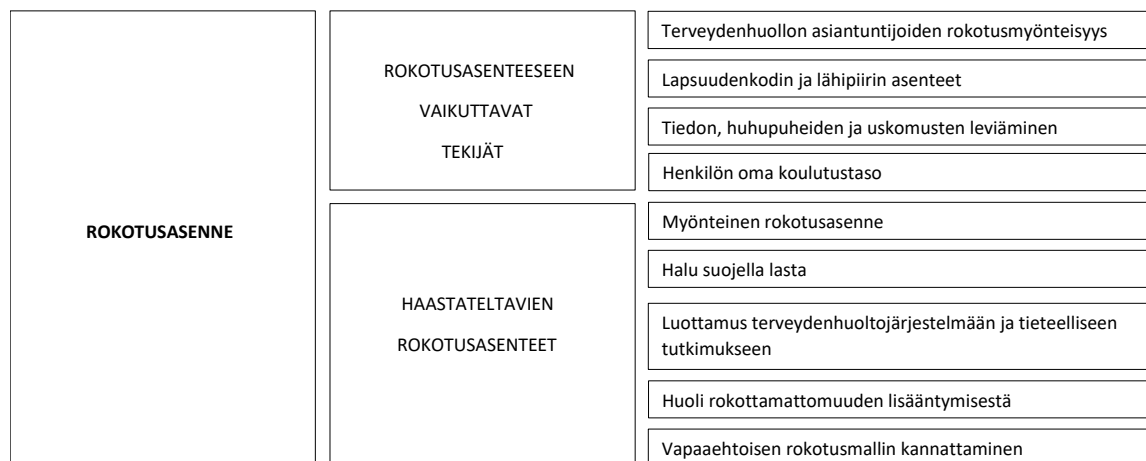 ROKOTUSASENNE
ROKOTUSASENTEESEEN
VAIKUTTAVAT
TEKIJÄT
Terveydenhuollon asiantuntijoiden rokotusmyönteisyys
Lapsuudenkodin ja lähipiirin asenteet
Tiedon, huhupuheiden ja uskomusten leviäminen
Henkilön oma koulutustaso
HAASTATELTAVIEN
ROKOTUSASENTEET
Myönteinen rokotusasenne
Halu suojella lasta
Luottamus terveydenhuoltojärjestelmään ja tieteelliseen
tutkimukseen
Huoli rokottamattomuuden lisääntymisestä
Vapaaehtoisen rokotusmallin kannattaminen